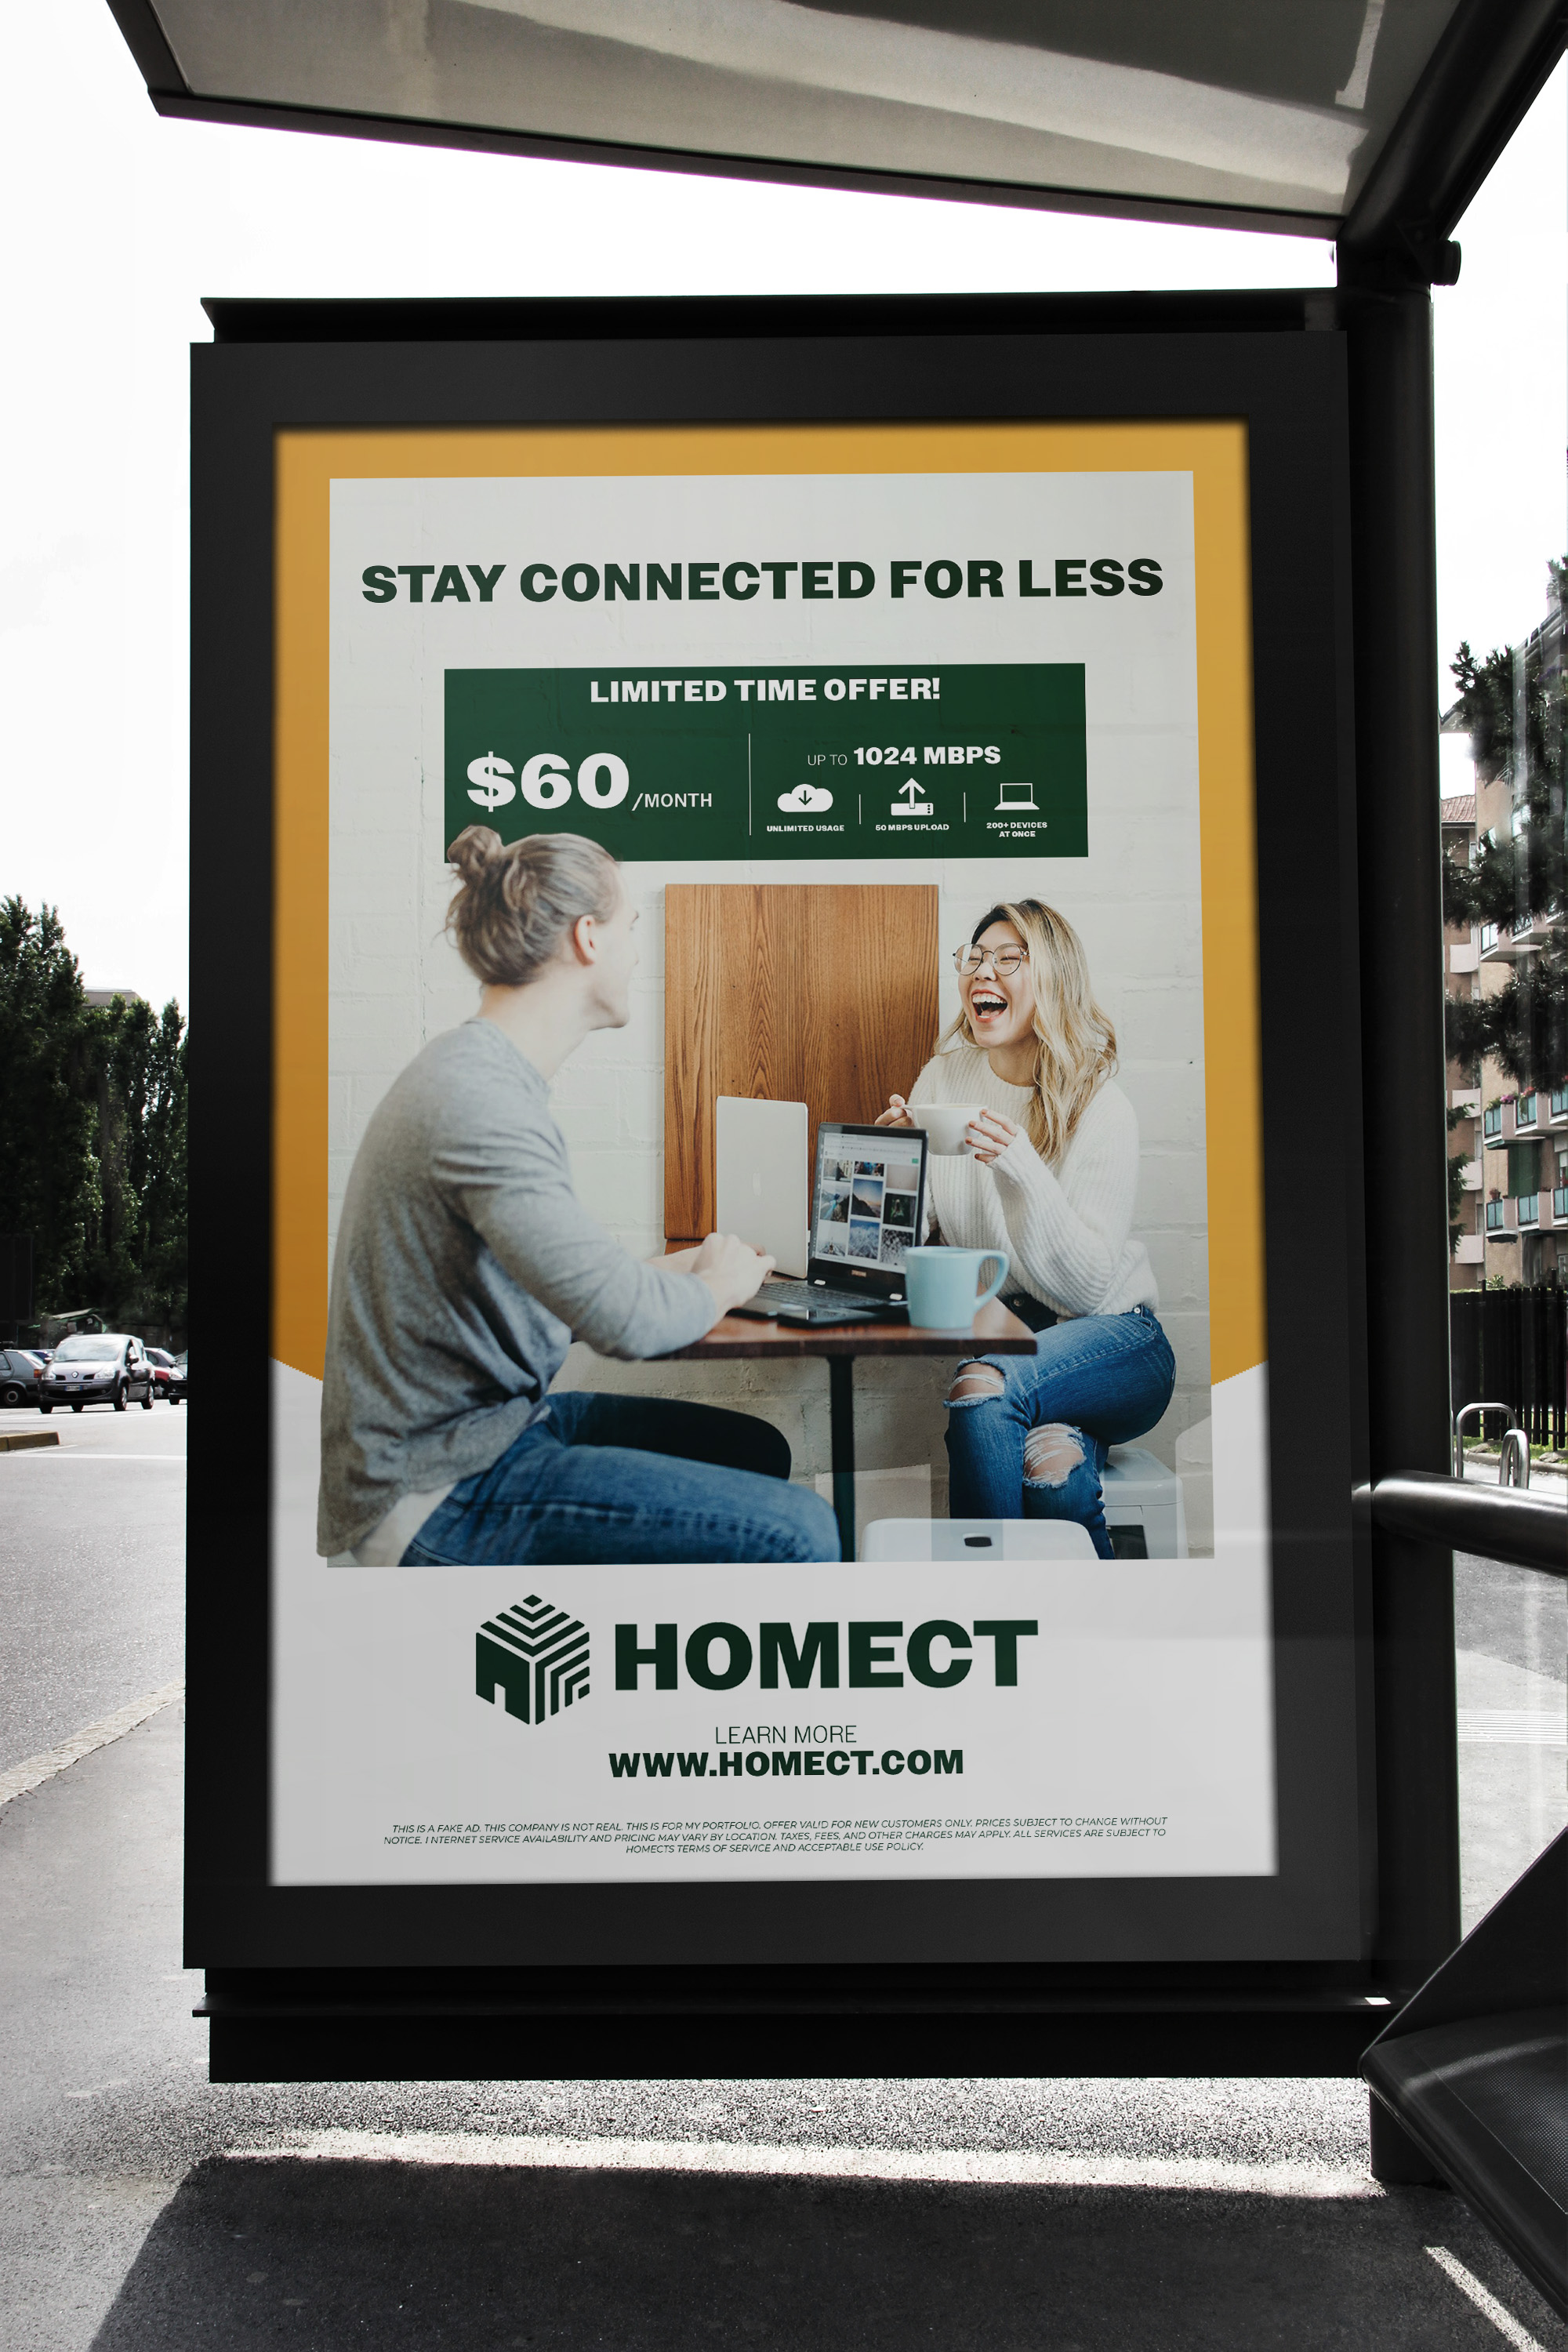 STAY CONNECTED FOR LESS
LIMITED TIME OFFER!
$60/MONTH
UP TO 1024 MBPS
UNLIMITED USAGE
50 MBPS UPLOAD
200+ DEVICES
AT ONCE
HOMECT
LEARN MORE
WWW.HOMECT.COM
THIS IS A FAKE AD. THIS COMPANY IS NOT REAL. THIS IS FOR MY PORTFOLIO. OFFER VALID FOR NEW CUSTOMERS ONLY. PRICES SUBJECT TO CHANGE WITHOUT
NOTICE. I NTERNET SERVICE AVAILABILITY AND PRICING MAY VARY BY LOCATION. TAXES, FEES, AND OTHER CHARGES MAY APPLY. ALL SERVICES ARE SUBJECT TO
HOMECTS TERMS OF SERVICE AND ACCEPTABLE USE POLICY.